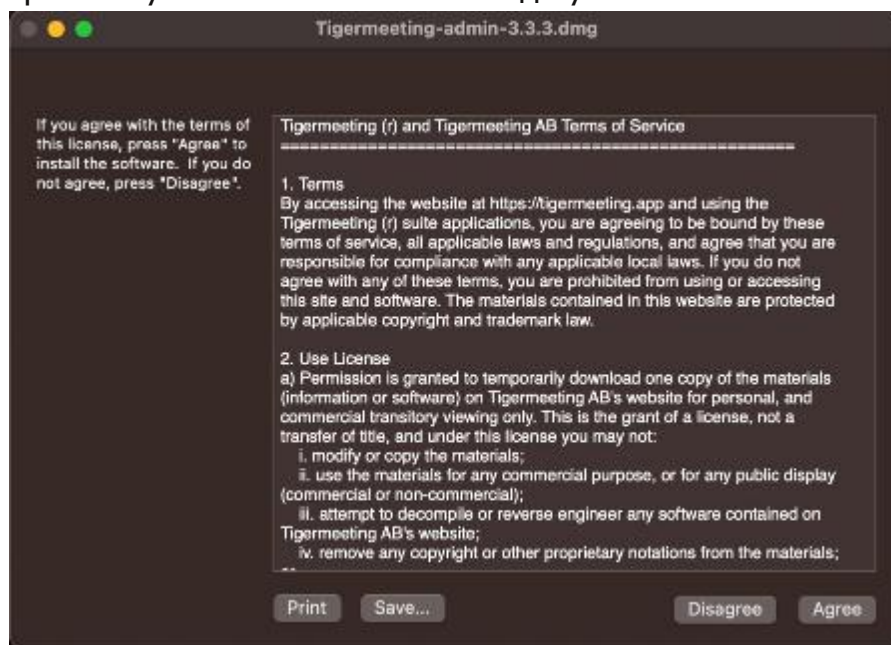 Tigermeeting-admin-3.3.3.dmg
If you agree with the terms of
this license, press "Agree" to
install the software. If you do
not agree, press "Disagree".
Tigermeeting (r) and Tigermeeting AB Terms of Service
1. Terms
By accessing the website at https://tigermeeting.app and using the
Tigermeeting (r) suite applications, you are agreeing to be bound by these
terms of service, all applicable laws and regulations, and agree that you are
responsible for compliance with any applicable local laws. If you do not
agree with any of these terms, you are prohibited from using or accessing
this site and software. The materials contained in this website are protected
by applicable copyright and trademark law.
2. Use License
a) Permission is granted to temporarily download one copy of the materials
(information or software) on Tigermeeting AB's website for personal, and
commercial transitory viewing only. This is the grant of a license, not a
transfer of title, and under this license you may not:
i. modify or copy the materials;
ii. use the materials for any commercial purpose, or for any public display
(commercial or non-commercial);
iii. attempt to decompile or reverse engineer any software contained on
Tigermeeting AB's website;
iv. remove any copyright or other proprietary notations from the materials;
Print Save... Disagree Agree